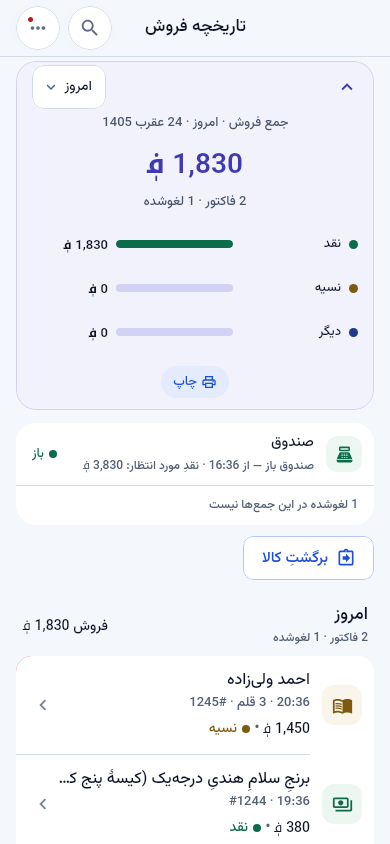 تاریخچه فروش
امروز
جمع فروش · امروز · 24 عقرب 1405
1,830 ؋
2 فاکتور · 1 لغوشده
نقد
1,830 ؋
نسیه
0 ؋
دیگر
0 ؋
چاپ
صندوق
صندوق باز — از 16:36 · نقدِ مورد انتظار: 3,830 ؋
باز
1 لغوشده در این جمع‌ها نیست
برگشتِ کالا
امروز
2 فاکتور · 1 لغوشده
فروش 1,830 ؋
احمد ولی‌زاده
20:36 · 3 قلم · #1245
1,450 ؋ • نسیه
برنجِ سلامِ هندیِ درجه‌یک (کیسهٔ پنج ک...
19:36 · #1244
380 ؋ • نقد